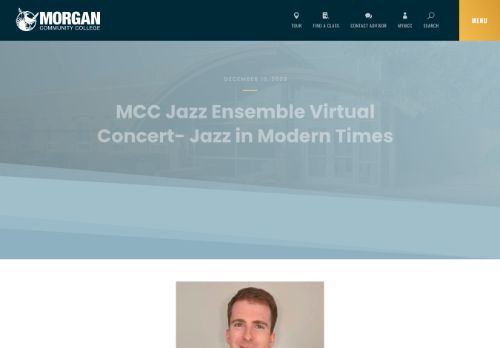 MORGAN
COMMUNITY COLLEGE
TOUR
FIND A CLASS
CONTACT ADVISOR
MYMCC
SEARCH
MENU
DECEMBER 10, 2020
MCC Jazz Ensemble Virtual
Concert- Jazz in Modern Times